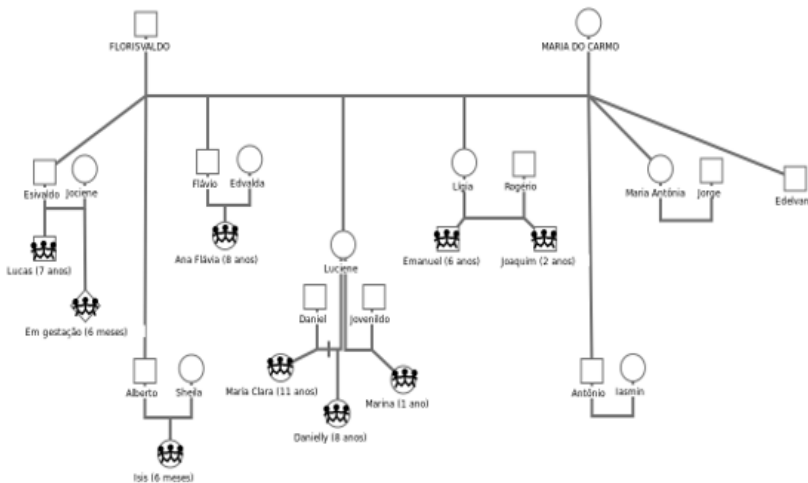 FLORISVALDO
MARIA DO CARMO
Esivaldo
Jociene
Flávio
Edvalda
Lígia
Rogério
Maria Antônia
Jorge
Edelvan
Lucas (7 anos)
Ana Flávia (8 anos)
Luciene
Emanuel (6 anos)
Joaquim (2 anos)
Em gestação (6 meses)
Daniel
Jovenildo
Alberto
Sheila
Maria Clara (11 anos)
Marina (1 ano)
Antônio
Iasmin
Danielly (8 anos)
Isis (6 meses)